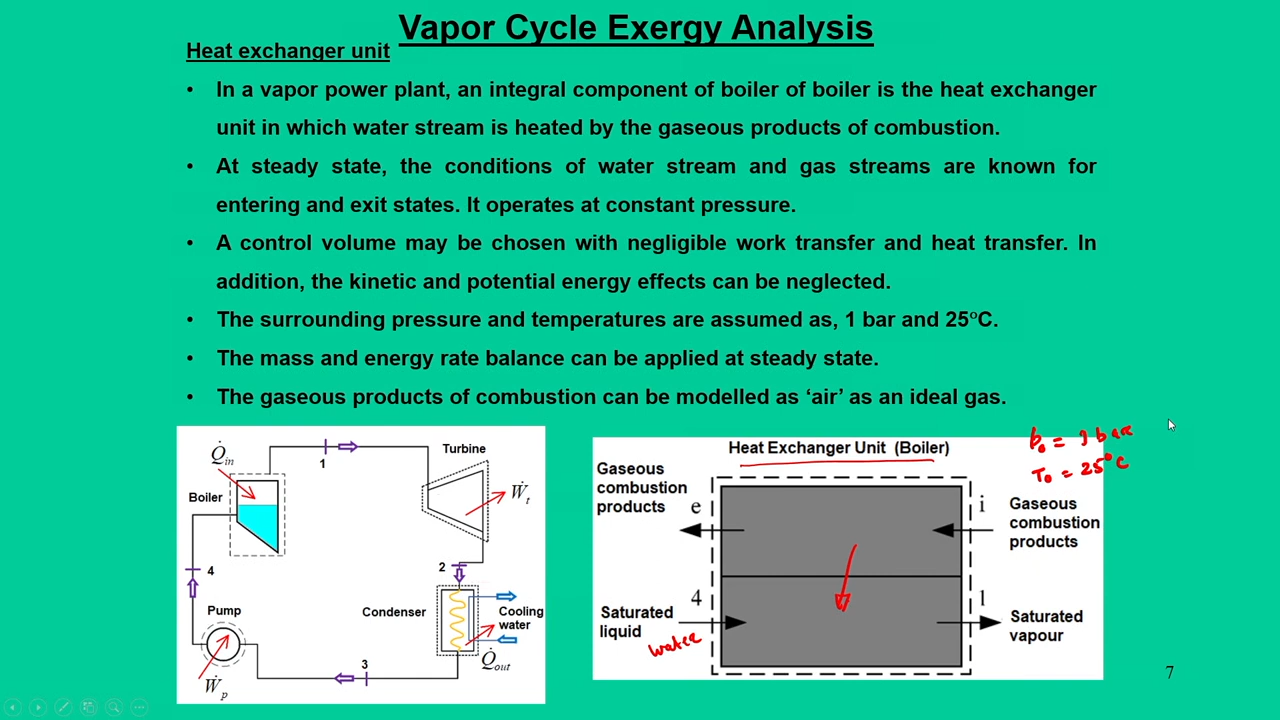 Vapor Cycle Exergy Analysis
Heat exchanger unit
• In a vapor power plant, an integral component of boiler of boiler is the heat exchanger
unit in which water stream is heated by the gaseous products of combustion.
• At steady state, the conditions of water stream and gas streams are known for
entering and exit states. It operates at constant pressure.
• A control volume may be chosen with negligible work transfer and heat transfer. In
addition, the kinetic and potential energy effects can be neglected.
• The surrounding pressure and temperatures are assumed as, 1 bar and 25°C.
• The mass and energy rate balance can be applied at steady state.
• The gaseous products of combustion can be modelled as ‘air’ as an ideal gas.
Q̇in
Boiler
1
Turbine
Ẇt
4
2
Pump
Condenser
Cooling
water
Q̇out
3
Ẇp
Heat Exchanger Unit (Boiler)
p₀ = 1 bar
T₀ = 25°C
Gaseous
combustion
products
e
i
Gaseous
combustion
products
Saturated
liquid
4
water
1
Saturated
vapour
7